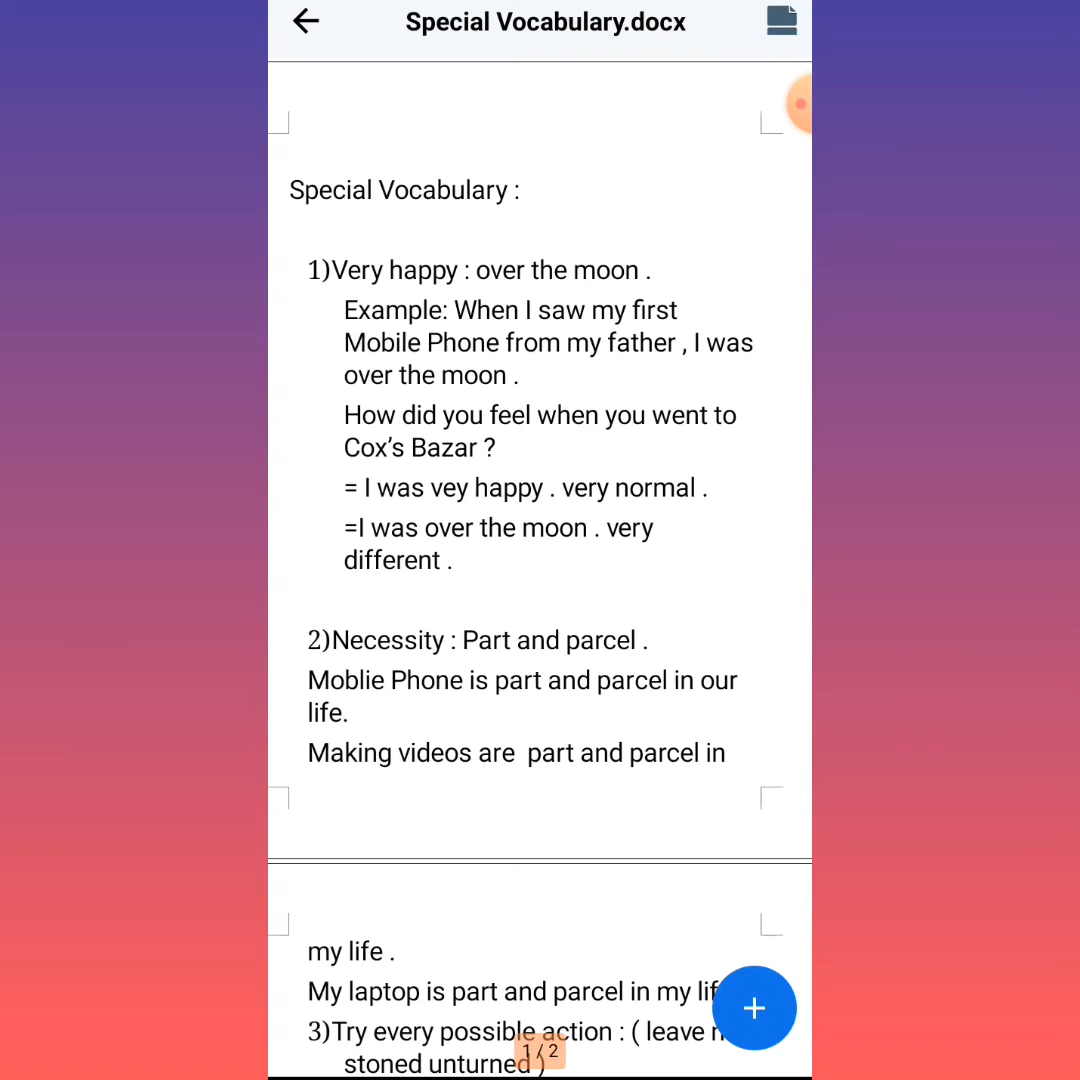 Special Vocabulary.docx
Special Vocabulary :
1)Very happy : over the moon .
Example: When I saw my first
Mobile Phone from my father , I was
over the moon .
How did you feel when you went to
Cox’s Bazar ?
= I was vey happy . very normal .
=I was over the moon . very
different .
2)Necessity : Part and parcel .
Moblie Phone is part and parcel in our
life.
Making videos are part and parcel in
my life .
My laptop is part and parcel in my
3)Try every possible action : ( leave
stoned unturned )
1 / 2